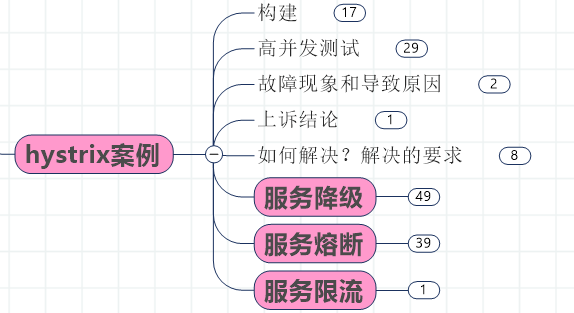 构建 17
高并发测试 29
故障现象和导致原因 2
上诉结论 1
hystrix案例
如何解决？解决的要求 8
服务降级 49
服务熔断 39
服务限流 1